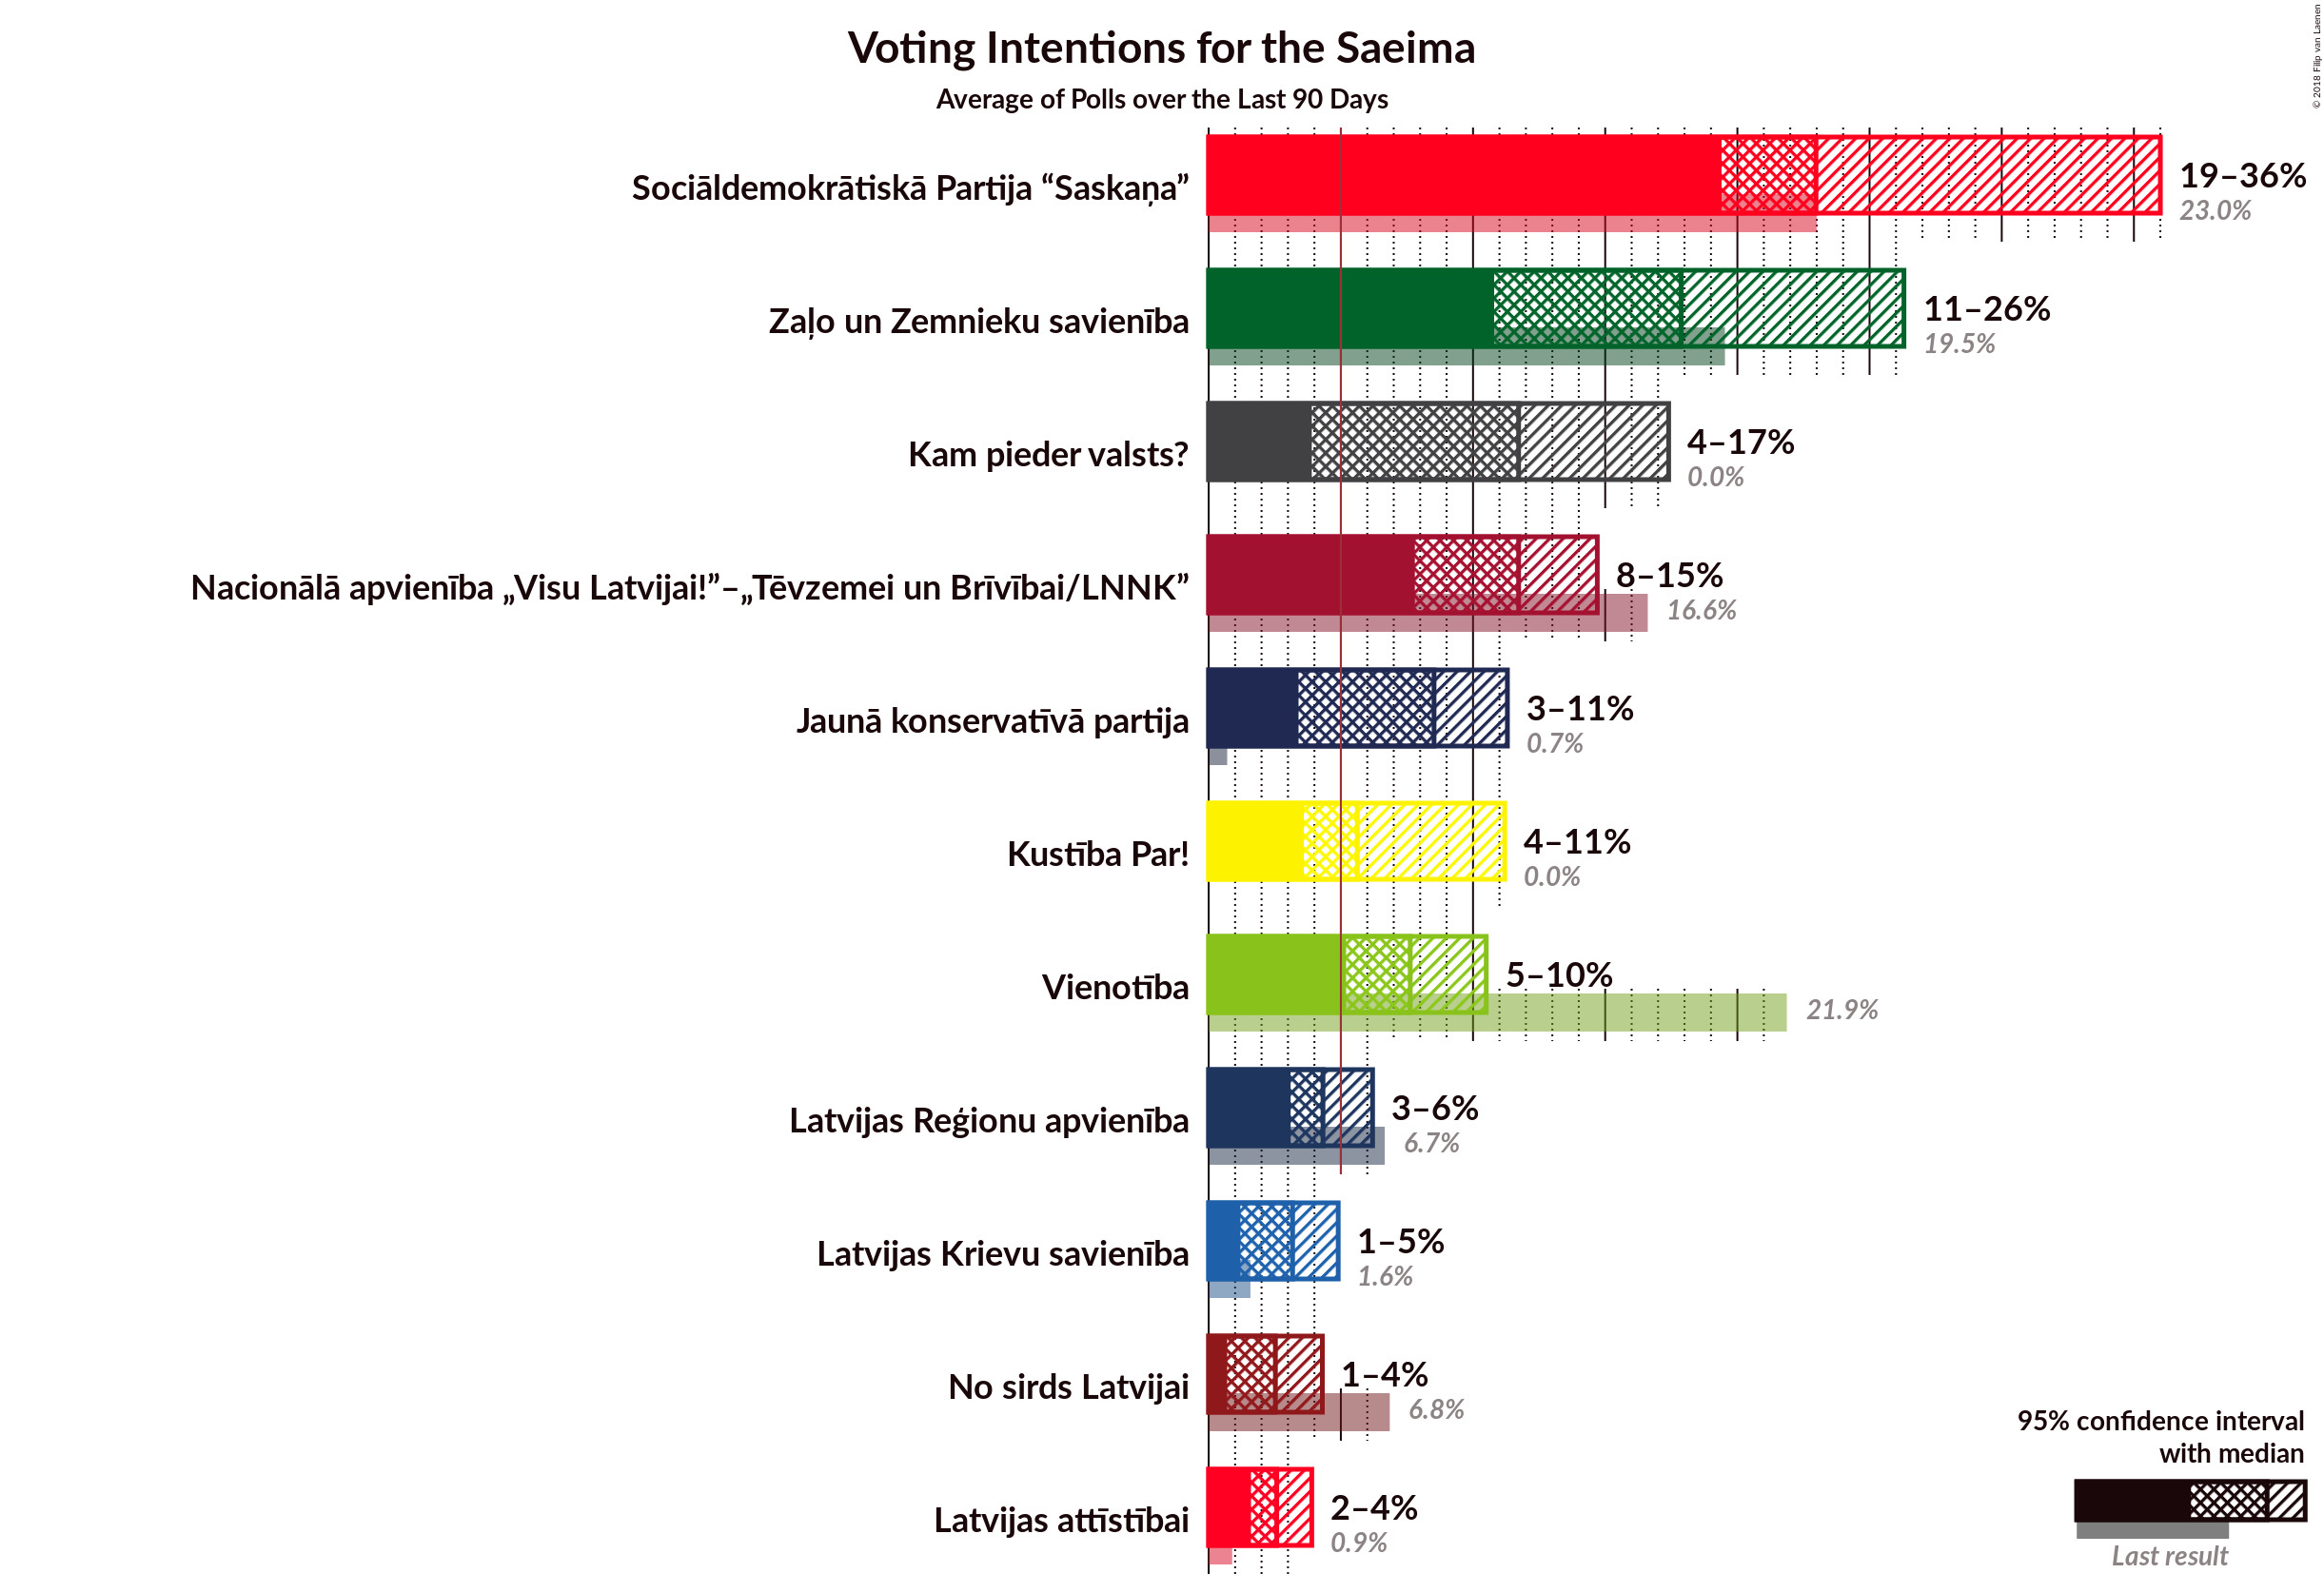 Voting Intentions for the Saeima
Average of Polls over the Last 90 Days
© 2018 Filip van Laenen
Sociāldemokrātiskā Partija “Saskaņa”
19–36%
23.0%
Zaļo un Zemnieku savienība
11–26%
19.5%
Kam pieder valsts?
4–17%
0.0%
Nacionālā apvienība „Visu Latvijai!”–„Tēvzemei un Brīvībai/LNNK”
8–15%
16.6%
Jaunā konservatīvā partija
3–11%
0.7%
Kustība Par!
4–11%
0.0%
Vienotība
5–10%
21.9%
Latvijas Reģionu apvienība
3–6%
6.7%
Latvijas Krievu savienība
1–5%
1.6%
No sirds Latvijai
1–4%
6.8%
Latvijas attīstībai
2–4%
0.9%
95% confidence interval
with median
Last result